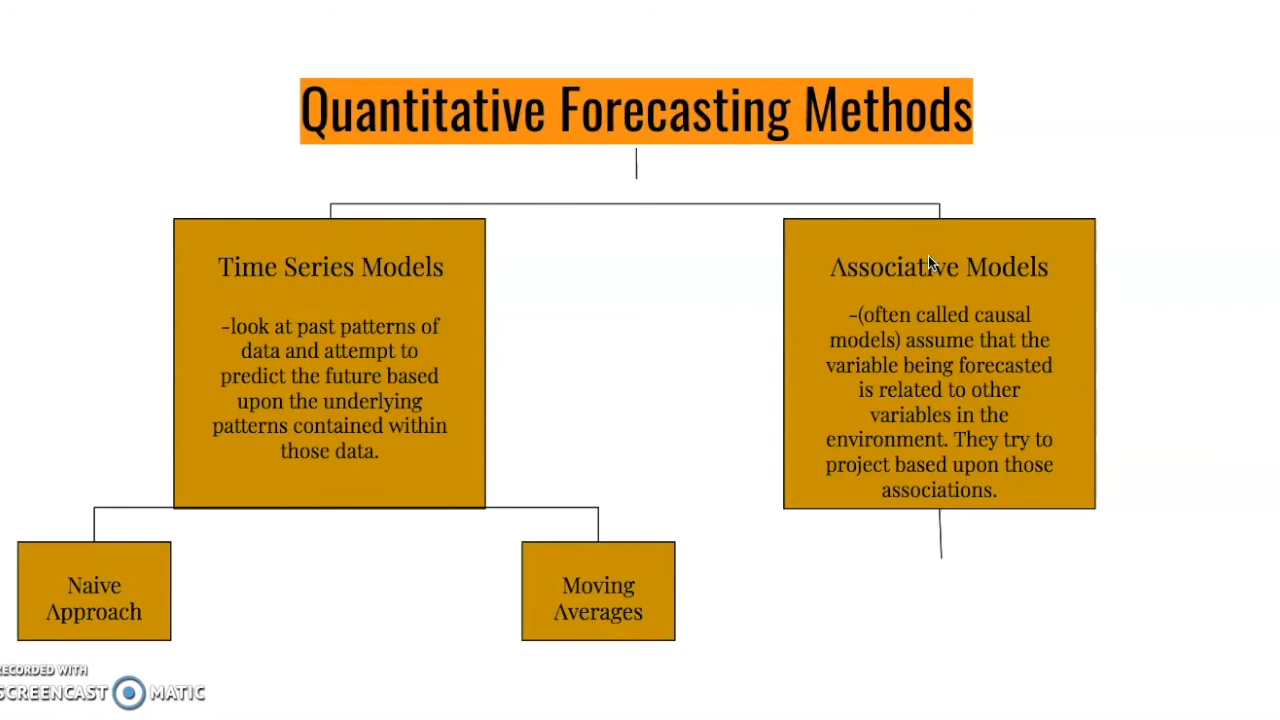 Quantitative Forecasting Methods
Time Series Models
-look at past patterns of
data and attempt to
predict the future based
upon the underlying
patterns contained within
those data.
Associative Models
-(often called causal
models) assume that the
variable being forecasted
is related to other
variables in the
environment. They try to
project based upon those
associations.
Naive
Approach
Moving
Averages
RECORDED WITH
SCREENCAST MATIC